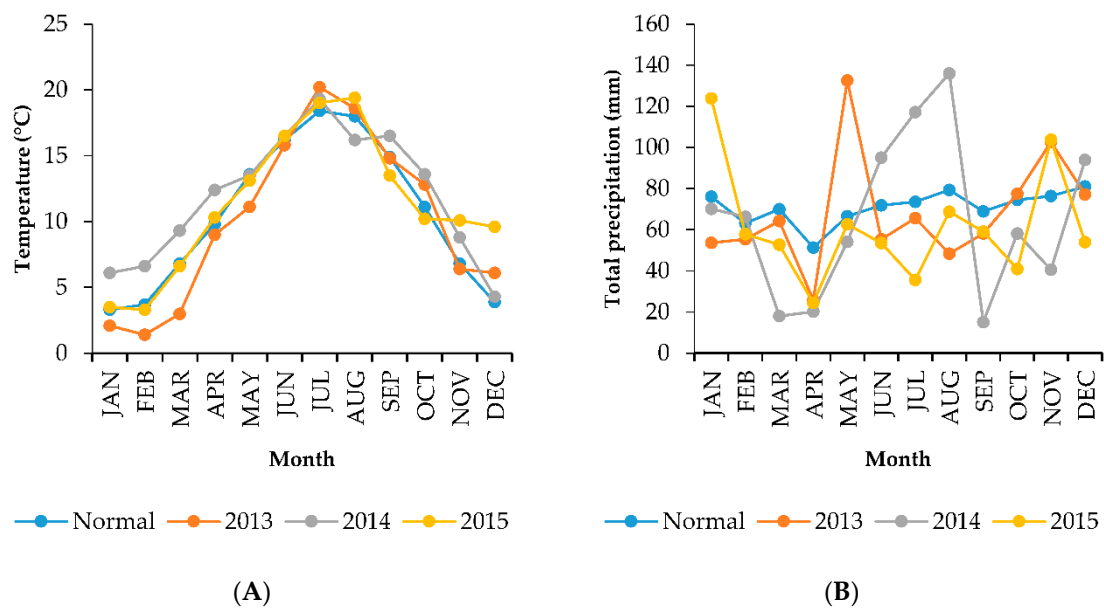 25
20
15
10
5
0
Temperature (°C)
JAN
FEB
MAR
APR
MAY
JUN
JUL
AUG
SEP
OCT
NOV
DEC
Month
Normal 2013 2014 2015
(A)
160
140
120
100
80
60
40
20
0
Total precipitation (mm)
JAN
FEB
MAR
APR
MAY
JUN
JUL
AUG
SEP
OCT
NOV
DEC
Month
Normal 2013 2014 2015
(B)